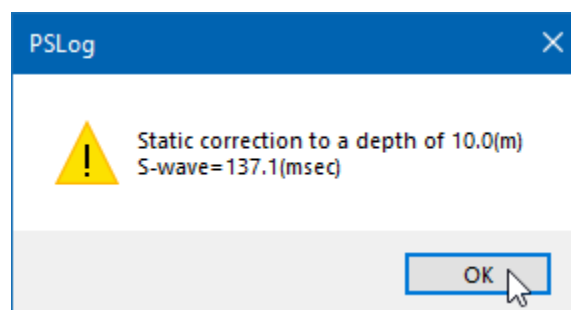 PSLog
Static correction to a depth of 10.0(m)
S-wave=137.1(msec)
OK